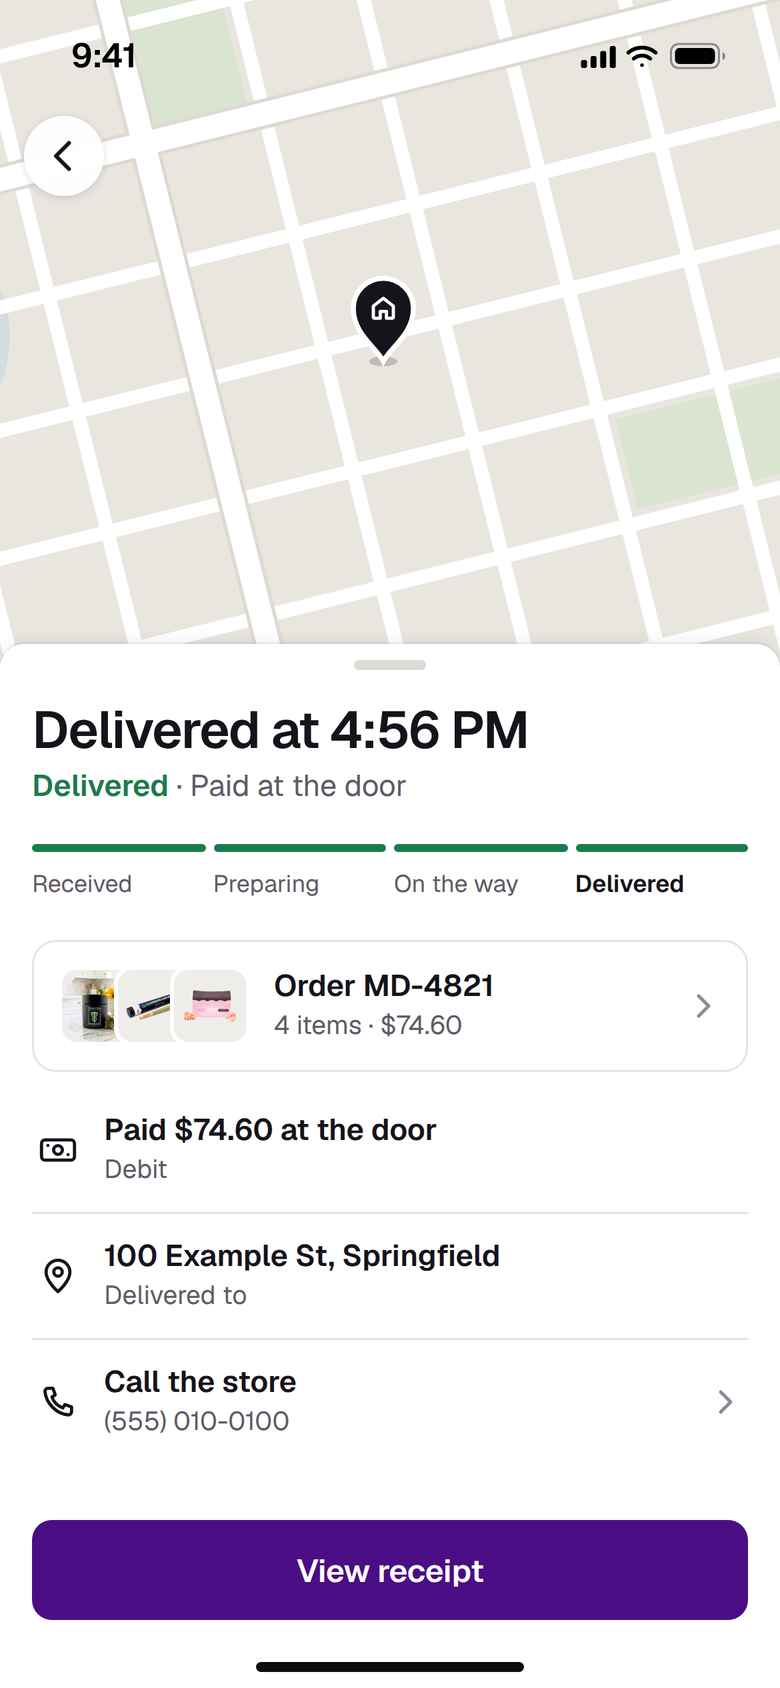 9:41
Delivered at 4:56 PM
Delivered · Paid at the door
Received
Preparing
On the way
Delivered
Order MD-4821
4 items · $74.60
Paid $74.60 at the door
Debit
100 Example St, Springfield
Delivered to
Call the store
(555) 010-0100
View receipt